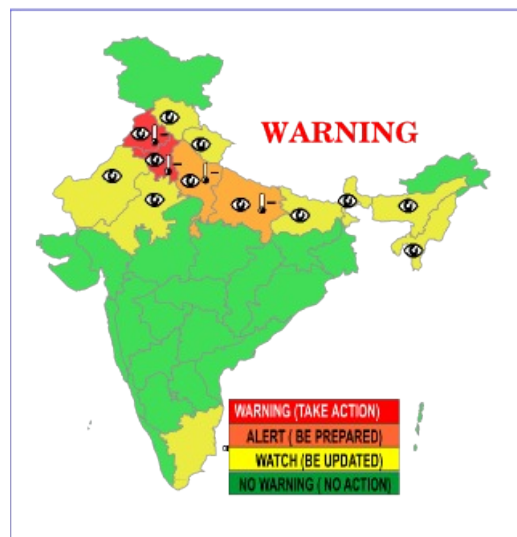 WARNING
WARNING (TAKE ACTION)
ALERT ( BE PREPARED)
WATCH (BE UPDATED)
NO WARNING ( NO ACTION)